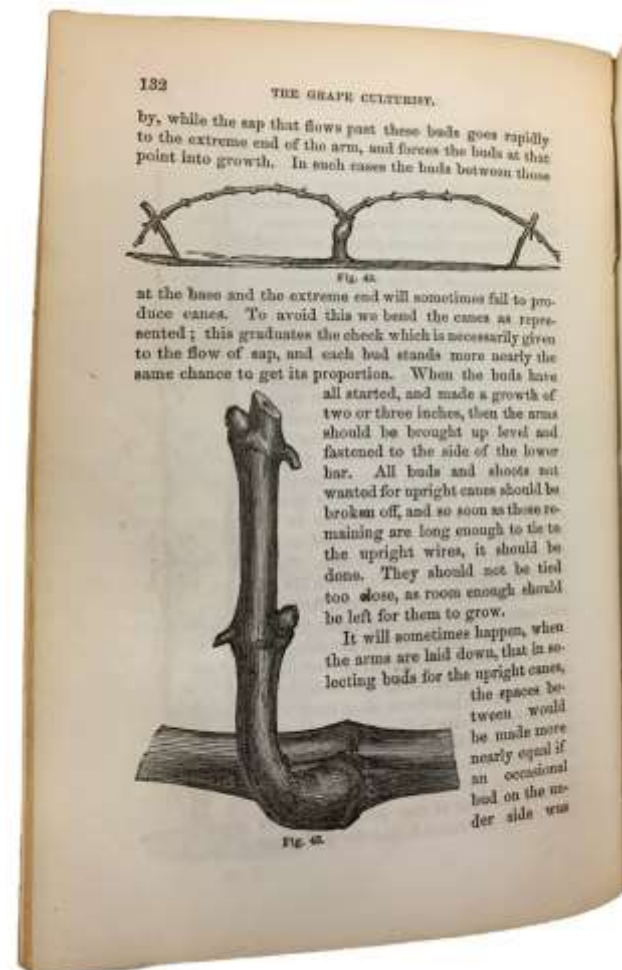 132
THE GRAPE CULTURIST.
by, while the sap that flows past these buds goes rapidly
to the extreme end of the arm, and forces the buds at that
point into growth. In such cases the buds between those
Fig. 42.
at the base and the extreme end will sometimes fail to pro-
duce canes. To avoid this we bend the canes as repre-
sented; this graduates the check which is necessarily given
to the flow of sap, and each bud stands more nearly the
same chance to get its proportion. When the buds have
all started, and made a growth of
two or three inches, then the arms
should be brought up level and
fastened to the side of the lower
bar. All buds and shoots not
wanted for upright canes should be
broken off, and so soon as those re-
maining are long enough to tie to
the upright wires, it should be
done. They should not be tied
too close, as room enough should
be left for them to grow.
It will sometimes happen, when
the arms are laid down, that in se-
lecting buds for the upright canes,
the spaces be-
tween would
be made more
nearly equal if
an occasional
bud on the un-
der side was
Fig. 43.